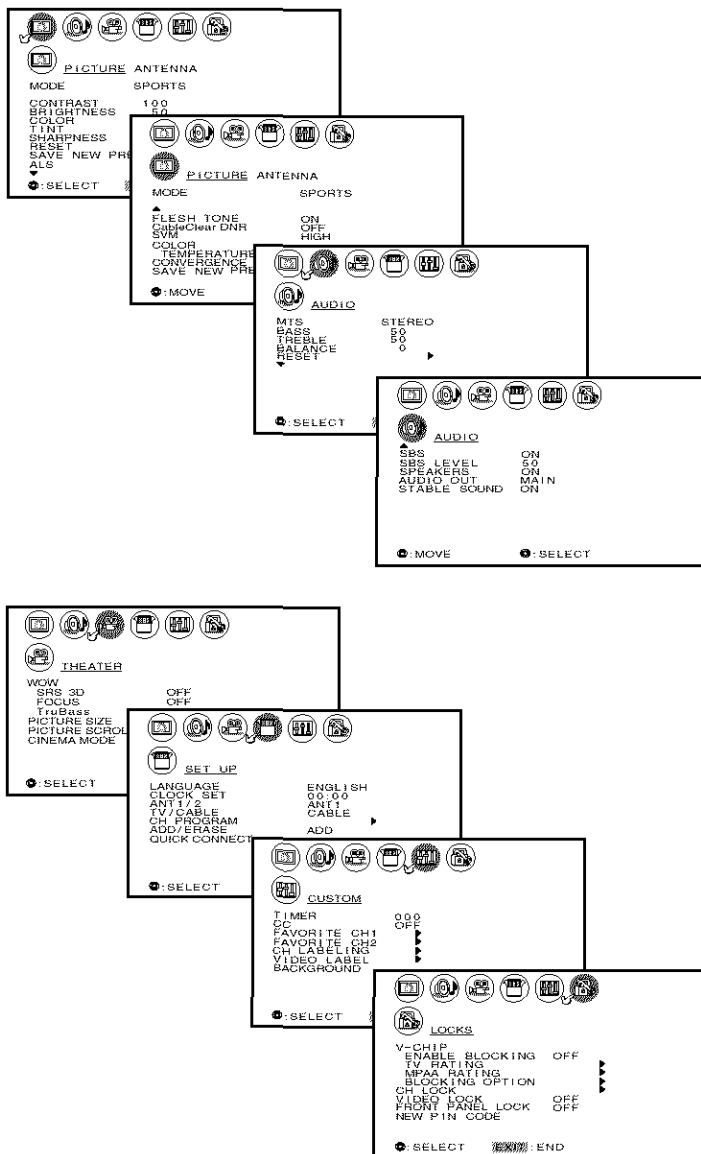 PICTURE ANTENNA
MODE SPORTS
CONTRAST 100
BRIGHTNESS 50
COLOR
TINT
SHARPNESS
RESET
SAVE NEW PRE
ALS
:SELECT
PICTURE ANTENNA
MODE SPORTS
FLESH TONE ON
CableClear DNR OFF
SVM HIGH
COLOR
TEMPERATURE
CONVERGENCE
SAVE NEW PRE
:MOVE
AUDIO
MTS STEREO
BASS 50
TREBLE 50
BALANCE 0
RESET
:SELECT
AUDIO
SBS ON
SBS LEVEL 50
SPEAKERS ON
AUDIO OUT MAIN
STABLE SOUND ON
:MOVE :SELECT
THEATER
WOW
SRS 3D OFF
FOCUS OFF
TruBass
PICTURE SIZE
PICTURE SCROL
CINEMA MODE
:SELECT
SET UP
LANGUAGE ENGLISH
CLOCK SET 00:00
ANT1/2 ANT1
TV/CABLE CABLE
CH PROGRAM
ADD/ERASE ADD
QUICK CONNECT
:SELECT
CUSTOM
TIMER 000
CC OFF
FAVORITE CH1
FAVORITE CH2
CH LABELING
VIDEO LABEL
BACKGROUND
:SELECT
LOCKS
V-CHIP
ENABLE BLOCKING OFF
TV RATING
MPAA RATING
BLOCKING OPTION
CH LOCK
VIDEO LOCK OFF
FRONT PANEL LOCK OFF
NEW PIN CODE
:SELECT EXIT:END